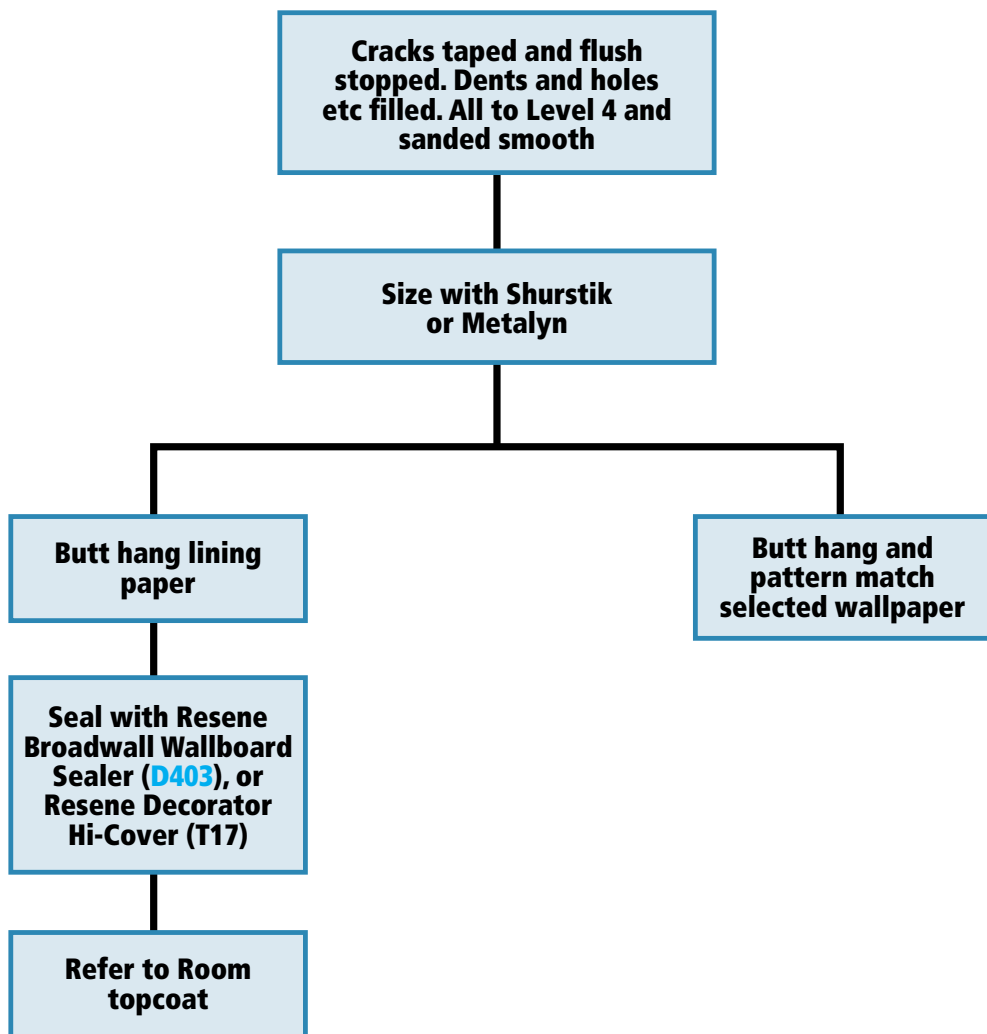 Cracks taped and flush
stopped. Dents and holes
etc filled. All to Level 4 and
sanded smooth
Size with Shurstik
or Metalyn
Butt hang lining
paper
Butt hang and
pattern match
selected wallpaper
Seal with Resene
Broadwall Wallboard
Sealer (D403), or
Resene Decorator
Hi-Cover (T17)
Refer to Room
topcoat